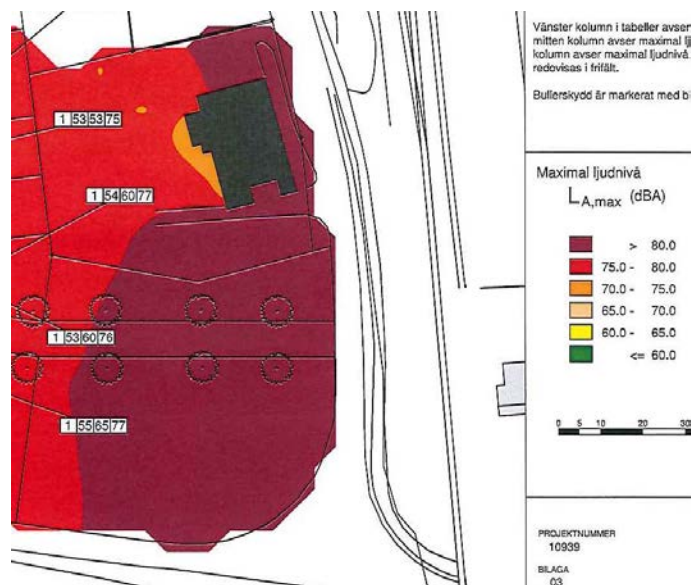 Vänster kolumn i tabeller avser
mitten kolumn avser maximal lj
kolumn avser maximal ljudnivå
redovisas i frifält.
Bullerskydd är markerat med bl
1 53 53 75
1 54 60 77
1 53 60 76
1 55 65 77
Maximal ljudnivå
LA,max (dBA)
> 80.0
75.0 - 80.0
70.0 - 75.0
65.0 - 70.0
60.0 - 65.0
<= 60.0
0 5 10 20 30
PROJEKTNUMMER
10939
BILAGA
03